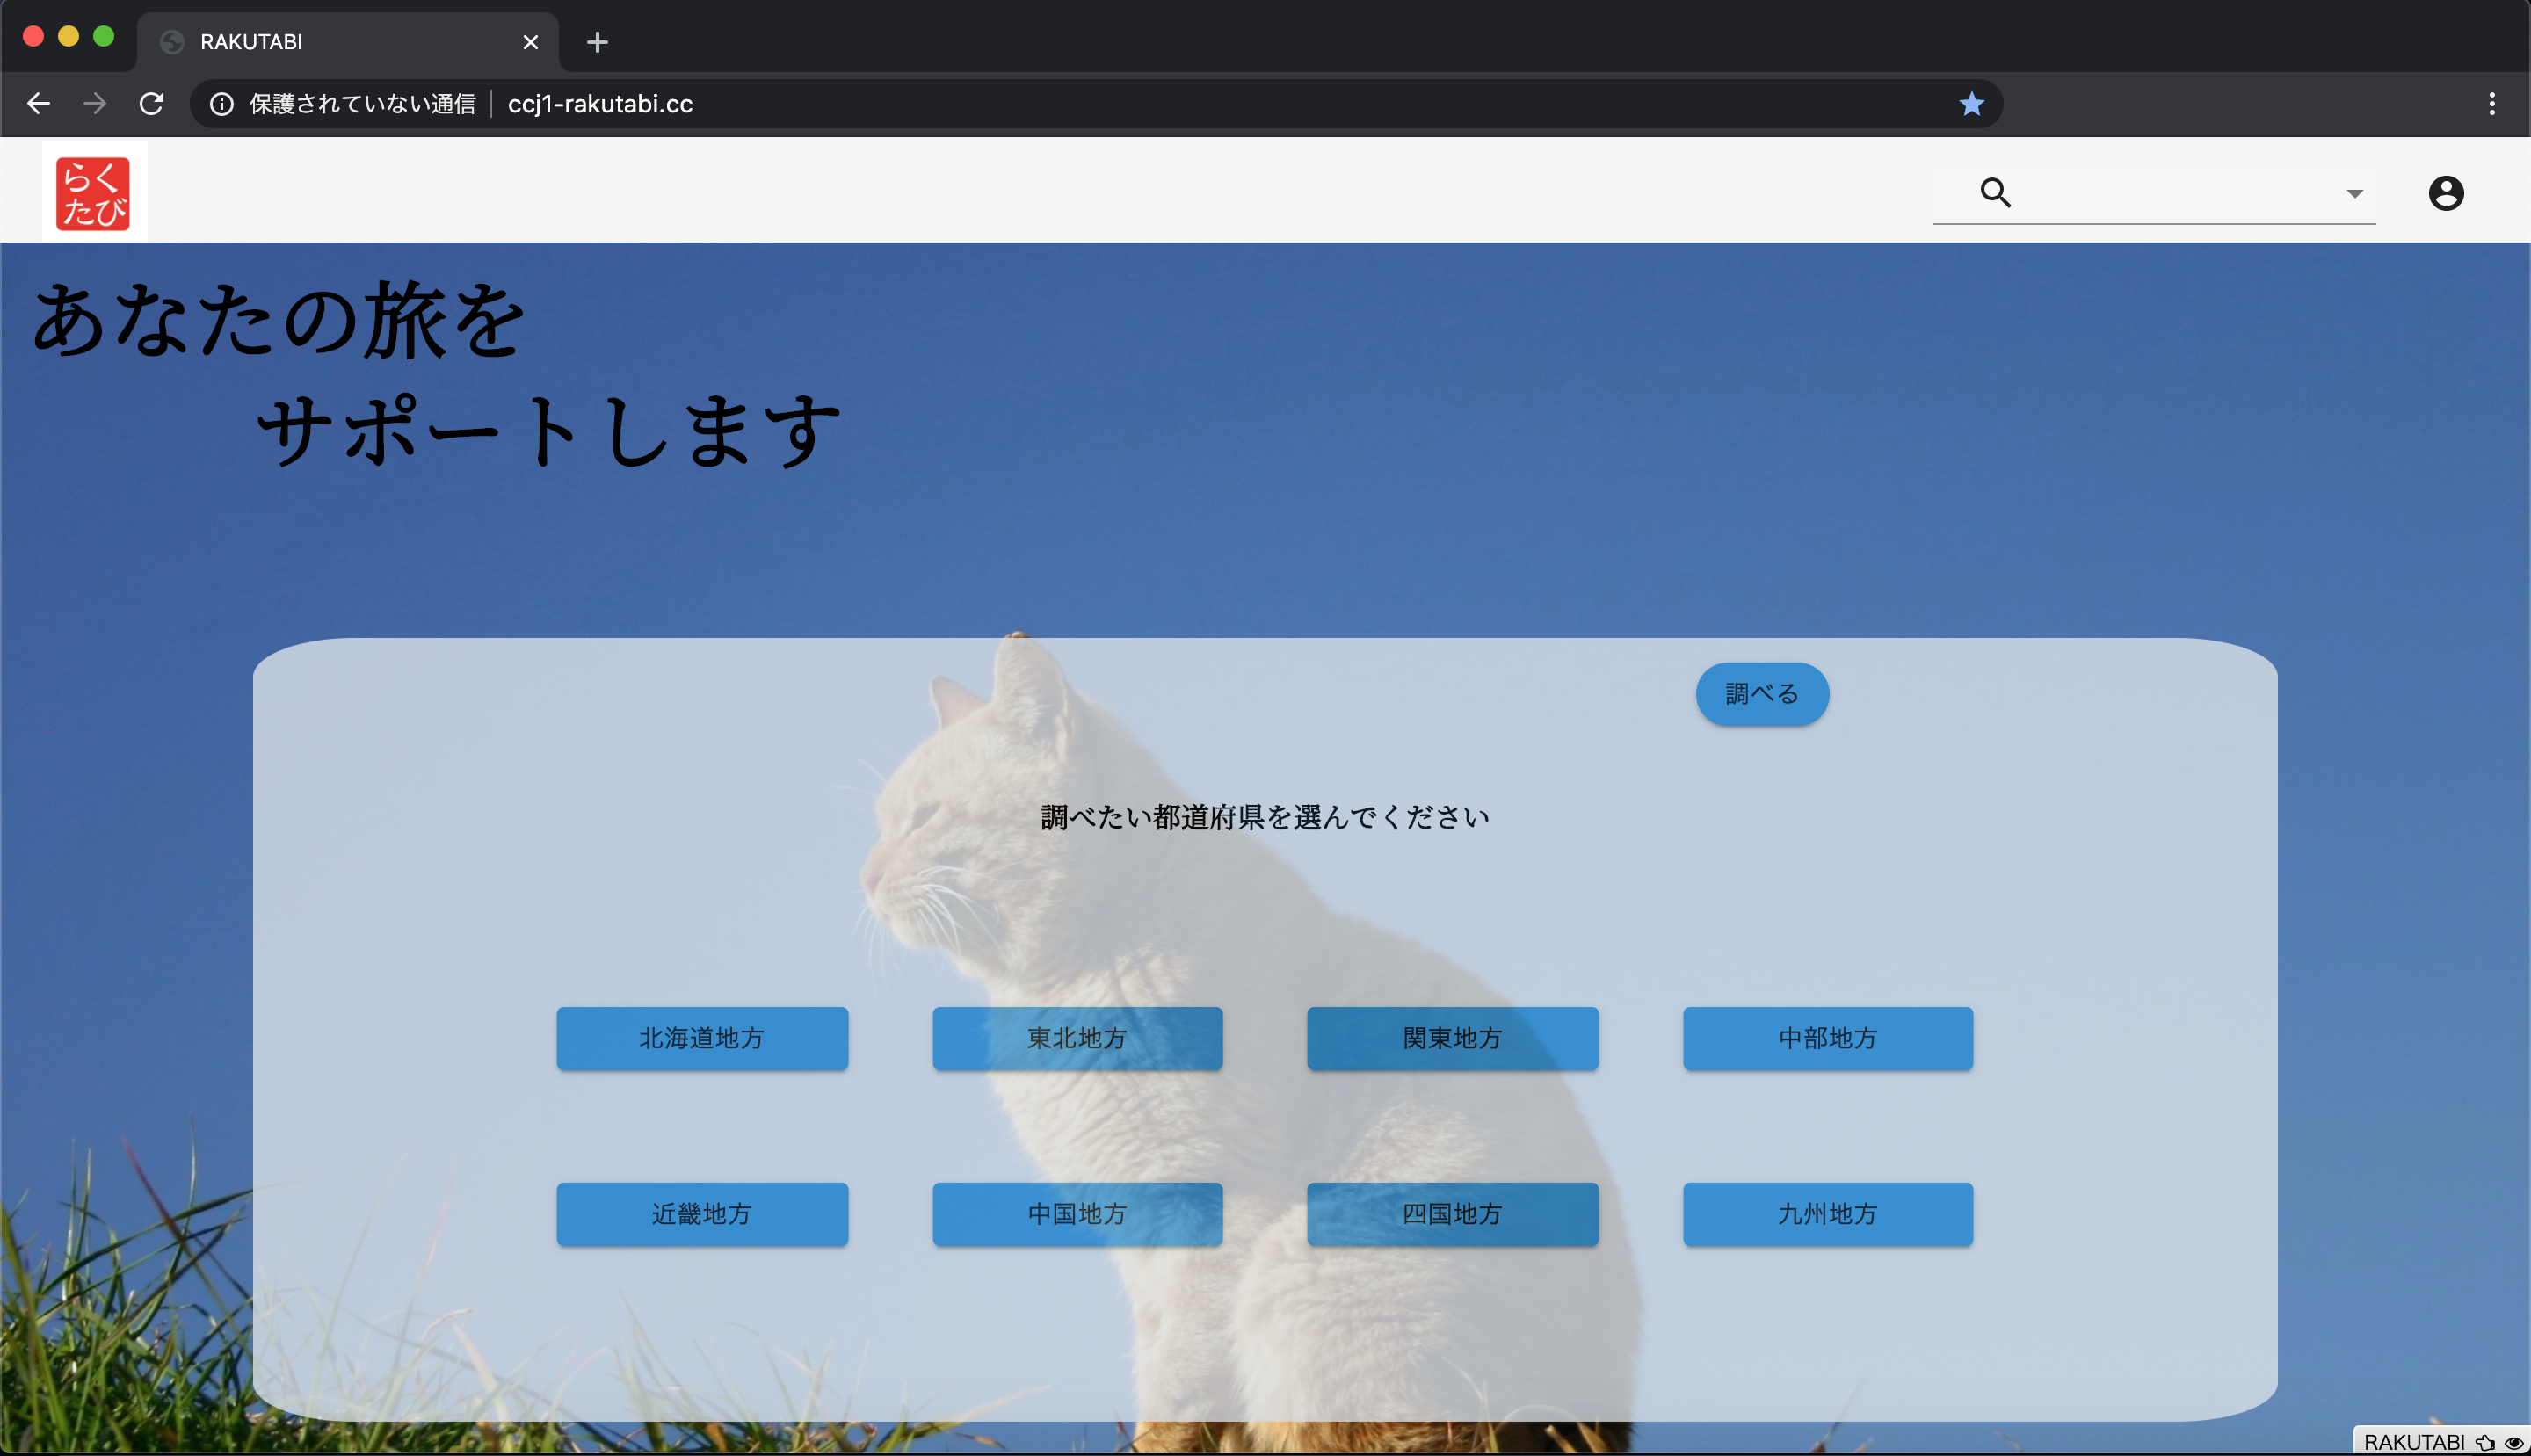 RAKUTABI
保護されていない通信 ccj1-rakutabi.cc
らく
たび
あなたの旅を
サポートします
調べる
調べたい都道府県を選んでください
北海道地方 東北地方 関東地方 中部地方
近畿地方 中国地方 四国地方 九州地方
RAKUTABI